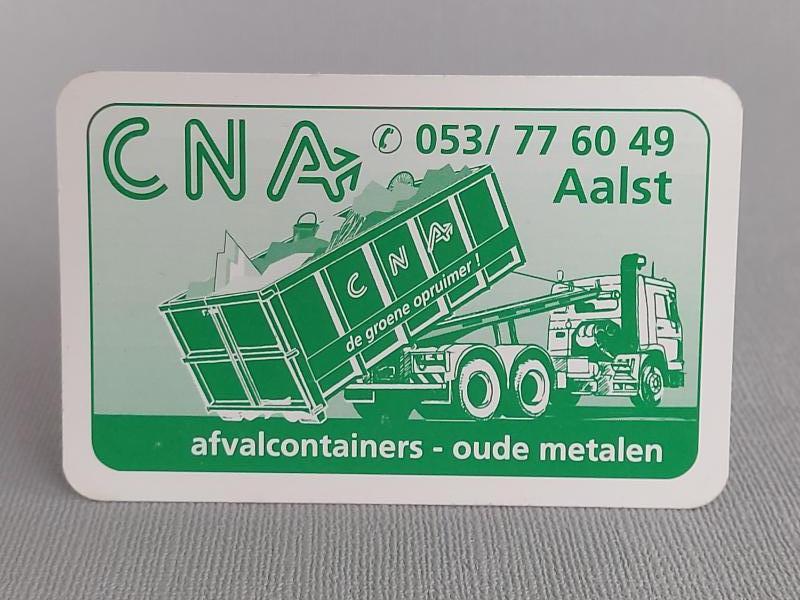 CNA ✆ 053/ 77 60 49
Aalst
CNA
de groene opruimer !
afvalcontainers - oude metalen